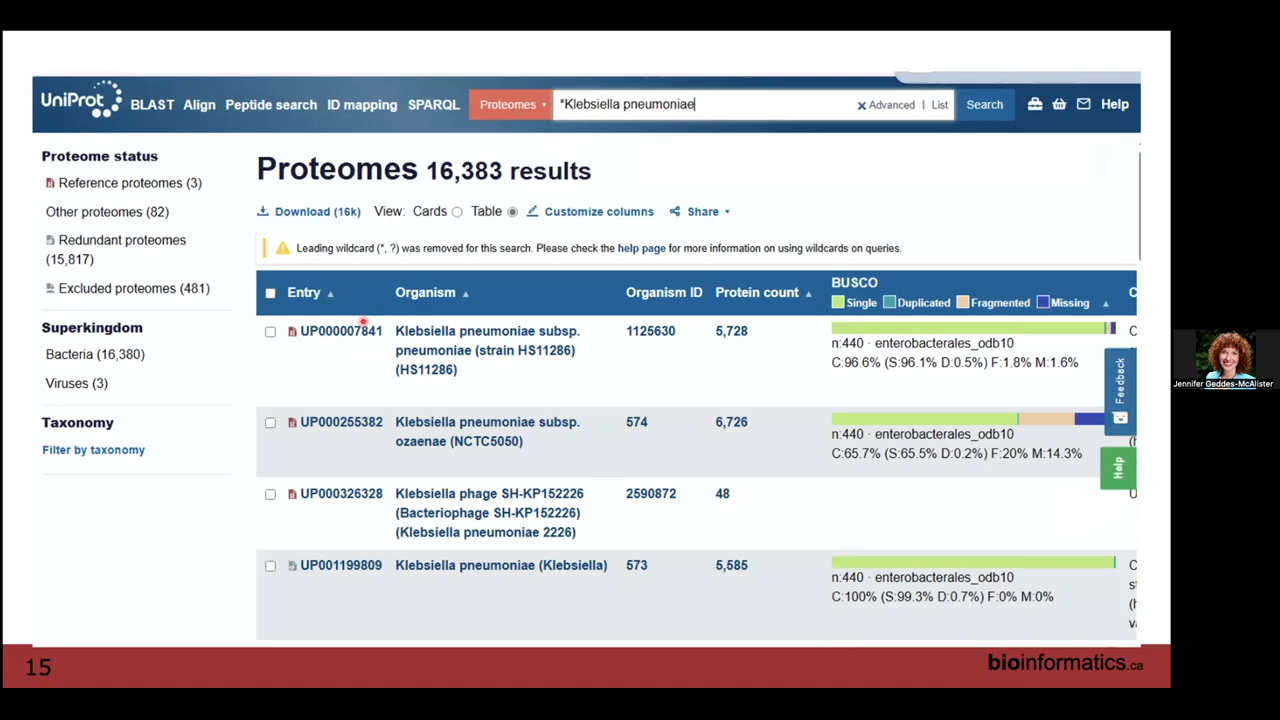 UniProt BLAST Align Peptide search ID mapping SPARQL Proteomes *Klebsiella pneumoniae Advanced | List Search Help
Proteome status
Reference proteomes (3)
Other proteomes (82)
Redundant proteomes
(15,817)
Excluded proteomes (481)
Superkingdom
Bacteria (16,380)
Viruses (3)
Taxonomy
Filter by taxonomy
Proteomes 16,383 results
Download (16k) View: Cards Table Customize columns Share
Leading wildcard (*, ?) was removed for this search. Please check the help page for more information on using wildcards on queries.
Entry Organism Organism ID Protein count BUSCO C
Single Duplicated Fragmented Missing
UP000007841 Klebsiella pneumoniae subsp. 1125630 5,728 C
pneumoniae (strain HS11286) n:440 · enterobacterales_odb10
(HS11286) C:96.6% (S:96.1% D:0.5%) F:1.8% M:1.6%
UP000255382 Klebsiella pneumoniae subsp. 574 6,726
ozaenae (NCTC5050) n:440 · enterobacterales_odb10
C:65.7% (S:65.5% D:0.2%) F:20% M:14.3%
UP000326328 Klebsiella phage SH-KP152226 2590872 48
(Bacteriophage SH-KP152226)
(Klebsiella pneumoniae 2226)
UP001199809 Klebsiella pneumoniae (Klebsiella) 573 5,585
n:440 · enterobacterales_odb10
C:100% (S:99.3% D:0.7%) F:0% M:0%
Feedback
Help
15
bioinformatics.ca
Jennifer Geddes-McAlister